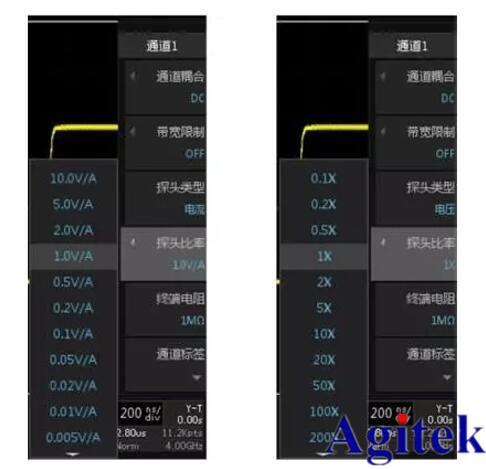 通道1
通道耦合
DC
带宽限制
OFF
探头类型
电流
探头比率
1.0V/A
终端电阻
1MΩ
通道标签
10.0V/A
5.0V/A
2.0V/A
1.0V/A
0.5V/A
0.2V/A
0.1V/A
0.05V/A
0.02V/A
0.01V/A
0.005V/A
200 ns/div
Y-T
0.00s
2.80us
11.2Kpts
Norm
4.00GHz
通道1
通道耦合
DC
带宽限制
OFF
探头类型
电压
探头比率
1X
终端电阻
1MΩ
通道标签
0.1X
0.2X
0.5X
1X
2X
5X
10X
20X
50X
100X
200X
200 ns/div
Y-T
0.00s
4.00GHz
Agitek